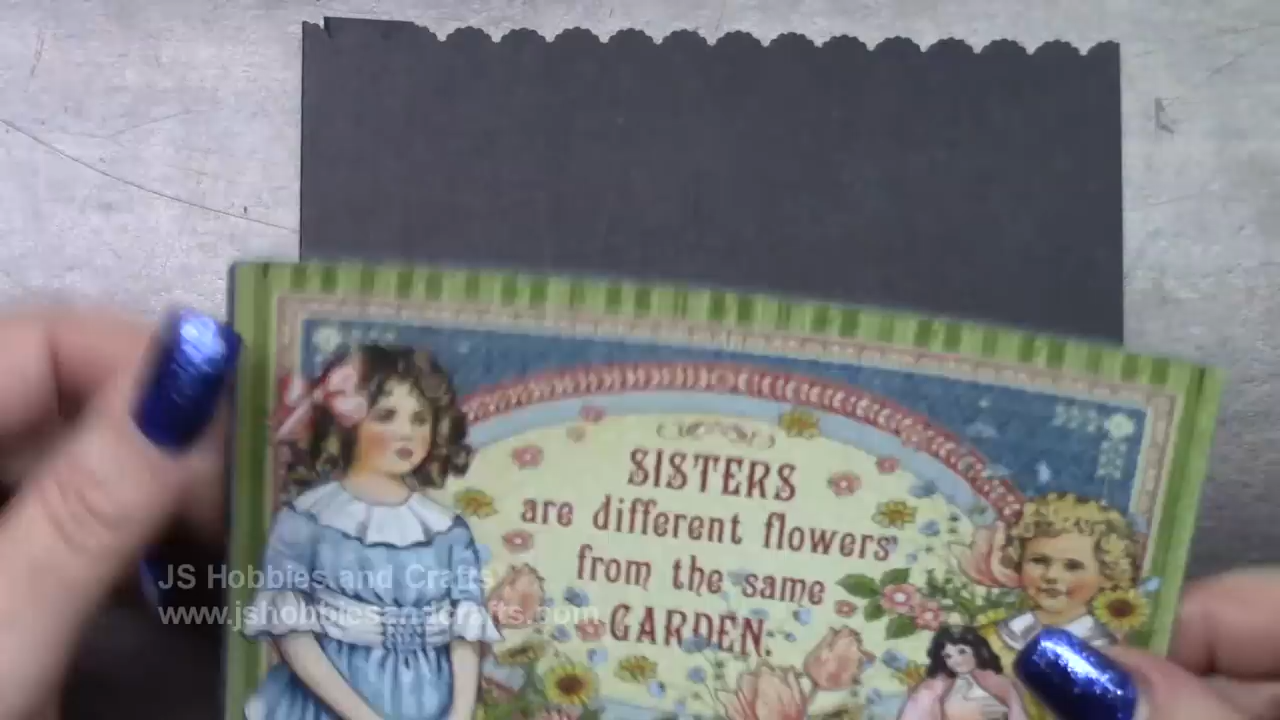 SISTERS
are different flowers
from the same
GARDEN.
JS Hobbies and Crafts
www.jshobbiesandcrafts.com